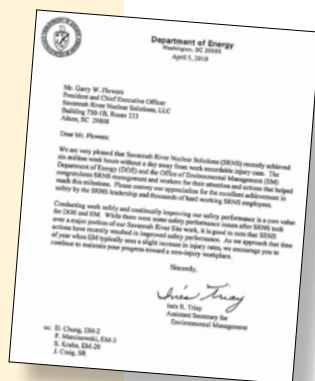 Department of Energy
Washington, DC 20585
April 5, 2010
Mr. Garry W. Flowers
President and Chief Executive Officer
Savannah River Nuclear Solutions, LLC
Building 730-1B, Room 333
Aiken, SC 29808
Dear Mr. Flowers:
We are very pleased that Savannah River Nuclear Solutions (SRNS) recently achieved
six million work hours without a day away from work recordable injury case. The
Department of Energy (DOE) and the Office of Environmental Management (EM)
congratulates SRNS management and workers for their attention and actions that helped
reach this milestone. Please convey our appreciation for the excellent achievement in
safety by the SRNS leadership and thousands of hard working SRNS employees.
Conducting work safely and continually improving our safety performance is a core value
for DOE and EM. While there were some safety performance issues after SRNS took
over a major portion of our Savannah River Site work, it is good to note that SRNS
actions have recently resulted in improved safety performance. As we approach that time
of year when EM typically sees a slight increase in injury rates, we encourage you to
continue to maintain your progress toward a zero-injury workplace.
Sincerely,
Inés Triay
Inés R. Triay
Assistant Secretary for
Environmental Management
cc: D. Chung, EM-2
F. Marcinowski, EM-3
S. Krahn, EM-20
J. Craig, SR